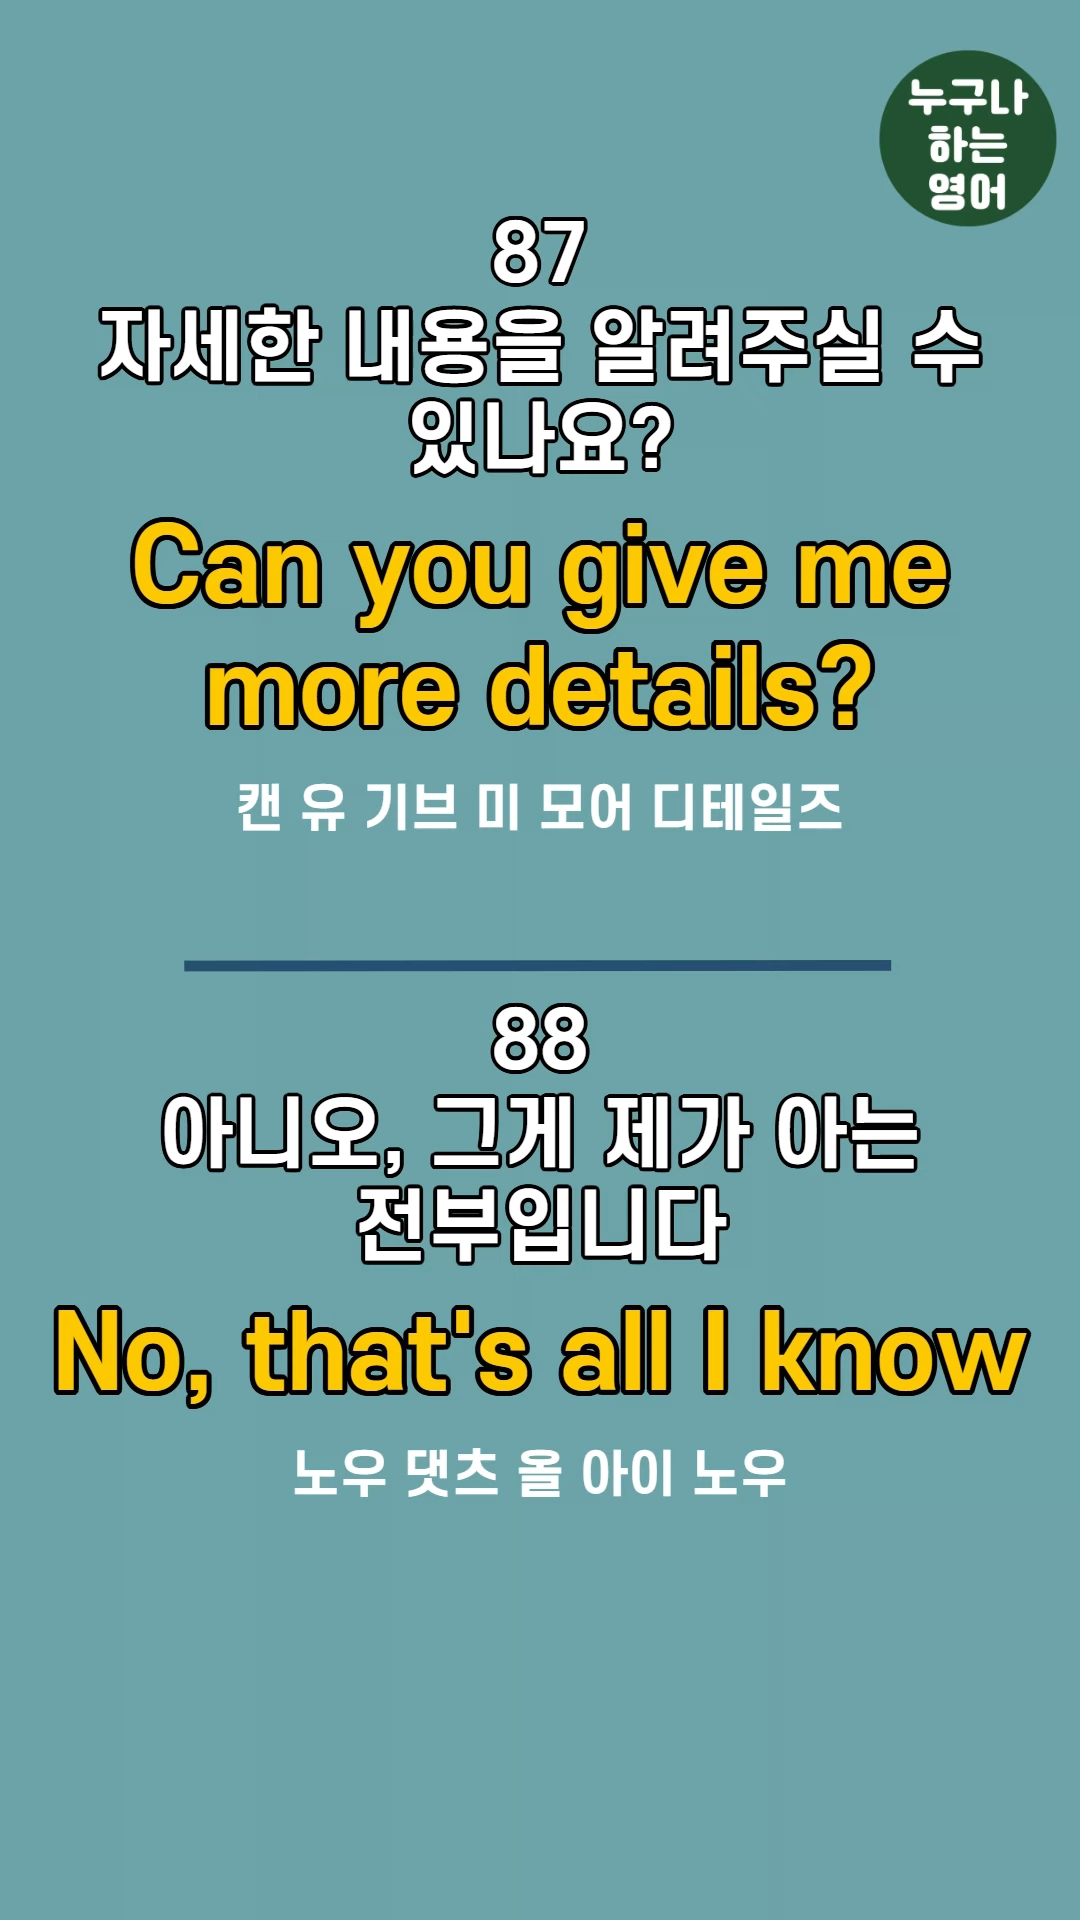 누구나
하는
영어
87
자세한 내용을 알려주실 수
있나요?
Can you give me
more details?
캔 유 기브 미 모어 디테일즈
88
아니오, 그게 제가 아는
전부입니다
No, that's all I know
노우 댓츠 올 아이 노우